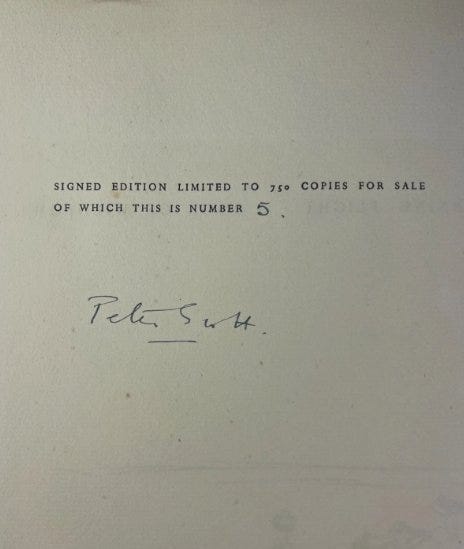 SIGNED EDITION LIMITED TO 750 COPIES FOR SALE
OF WHICH THIS IS NUMBER 5.
Peter Scott.